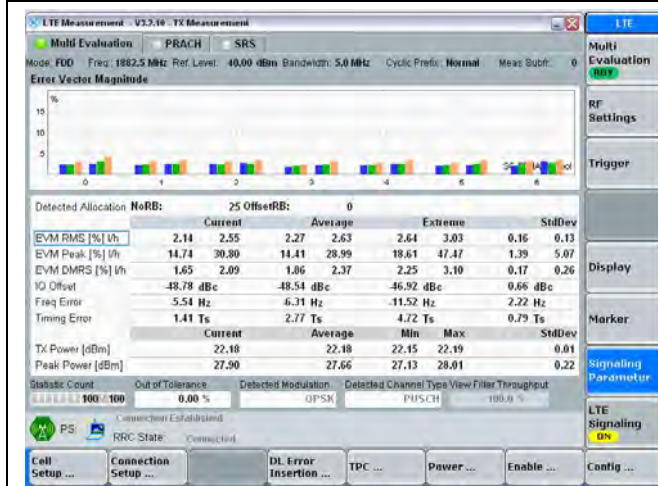 LTE Measurement - V3.2.10 - TX Measurement
LTE
Multi Evaluation PRACH SRS
Mode: FDD Freq.: 1882.5 MHz Ref. Level: 40.00 dBm Bandwidth: 5.0 MHz Cyclic Prefix: Normal Meas Subfr.: 0
Multi Evaluation
RDY
Error Vector Magnitude
%
15
10
5
0 1 2 3 4 5 6
RF Settings
Trigger
Detected Allocation NoRB: 25 OffsetRB: 0
Current Average Extreme StdDev
EVM RMS [%] l/h 2.14 2.55 2.27 2.63 2.64 3.03 0.16 0.13
EVM Peak [%] l/h 14.74 30.80 14.41 28.99 18.61 47.47 1.39 5.07
EVM DMRS [%] l/h 1.65 2.09 1.86 2.37 2.25 3.10 0.17 0.26
IQ Offset -48.78 dBc -48.54 dBc -46.92 dBc 0.66 dBc
Freq Error 5.54 Hz -6.31 Hz -11.52 Hz 2.22 Hz
Timing Error 1.41 Ts 2.77 Ts 4.72 Ts 0.79 Ts
Current Average Min Max StdDev
TX Power [dBm] 22.18 22.18 22.15 22.19 0.01
Peak Power [dBm] 27.90 27.66 27.13 28.01 0.22
Display
Marker
Signaling Parameter
Statistic Count Out of Tolerance Detected Modulation Detected Channel Type View Filter Throughput
100 / 100 0.00 % QPSK PUSCH 100.0 %
PS Connection Established
RRC State: Connected
LTE Signaling
ON
Cell Setup ...
Connection Setup ...
DL Error Insertion ...
TPC ...
Power ...
Enable ...
Config ...